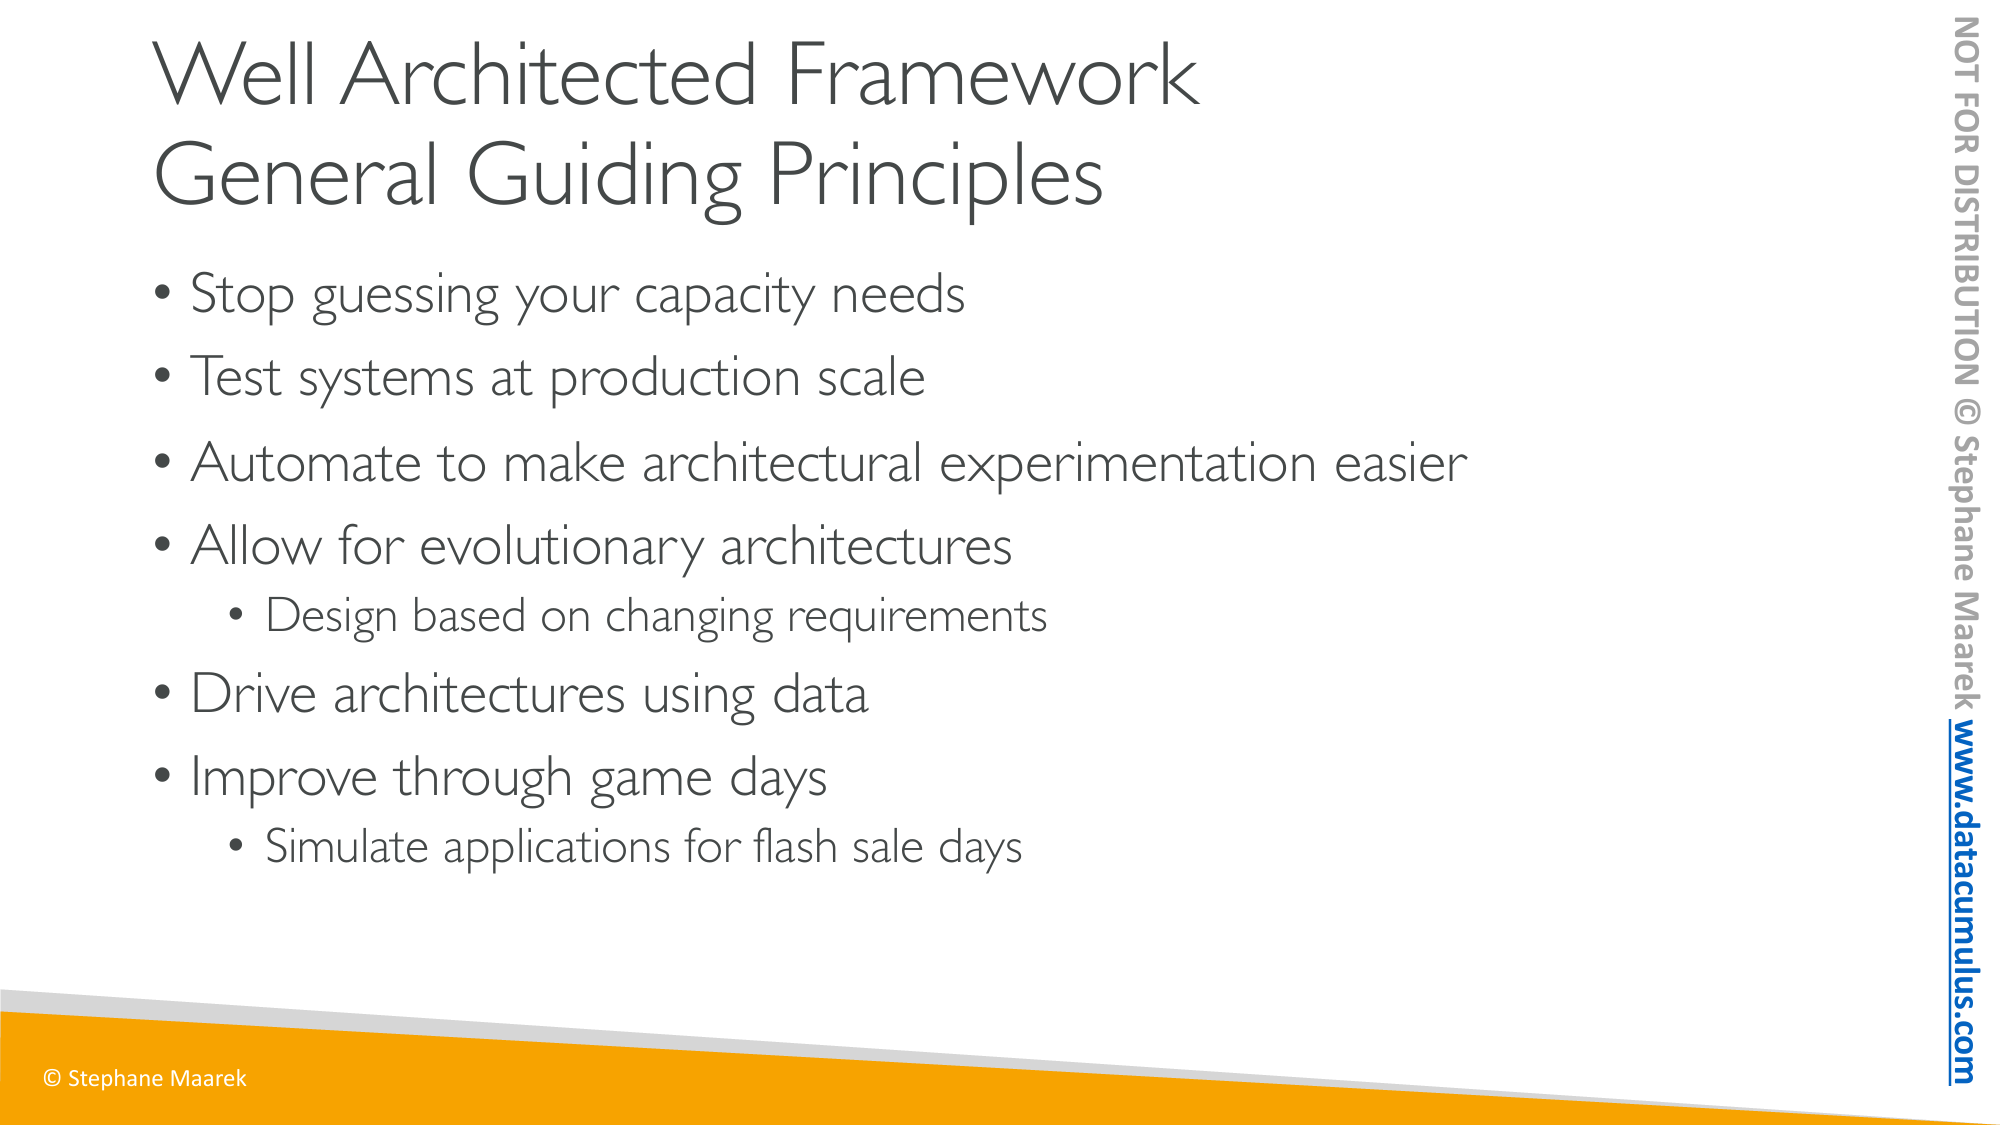 Well Architected Framework
General Guiding Principles
• Stop guessing your capacity needs
• Test systems at production scale
• Automate to make architectural experimentation easier
• Allow for evolutionary architectures
• Design based on changing requirements
• Drive architectures using data
• Improve through game days
• Simulate applications for flash sale days
© Stephane Maarek
NOT FOR DISTRIBUTION © Stephane Maarek www.datacumulus.com